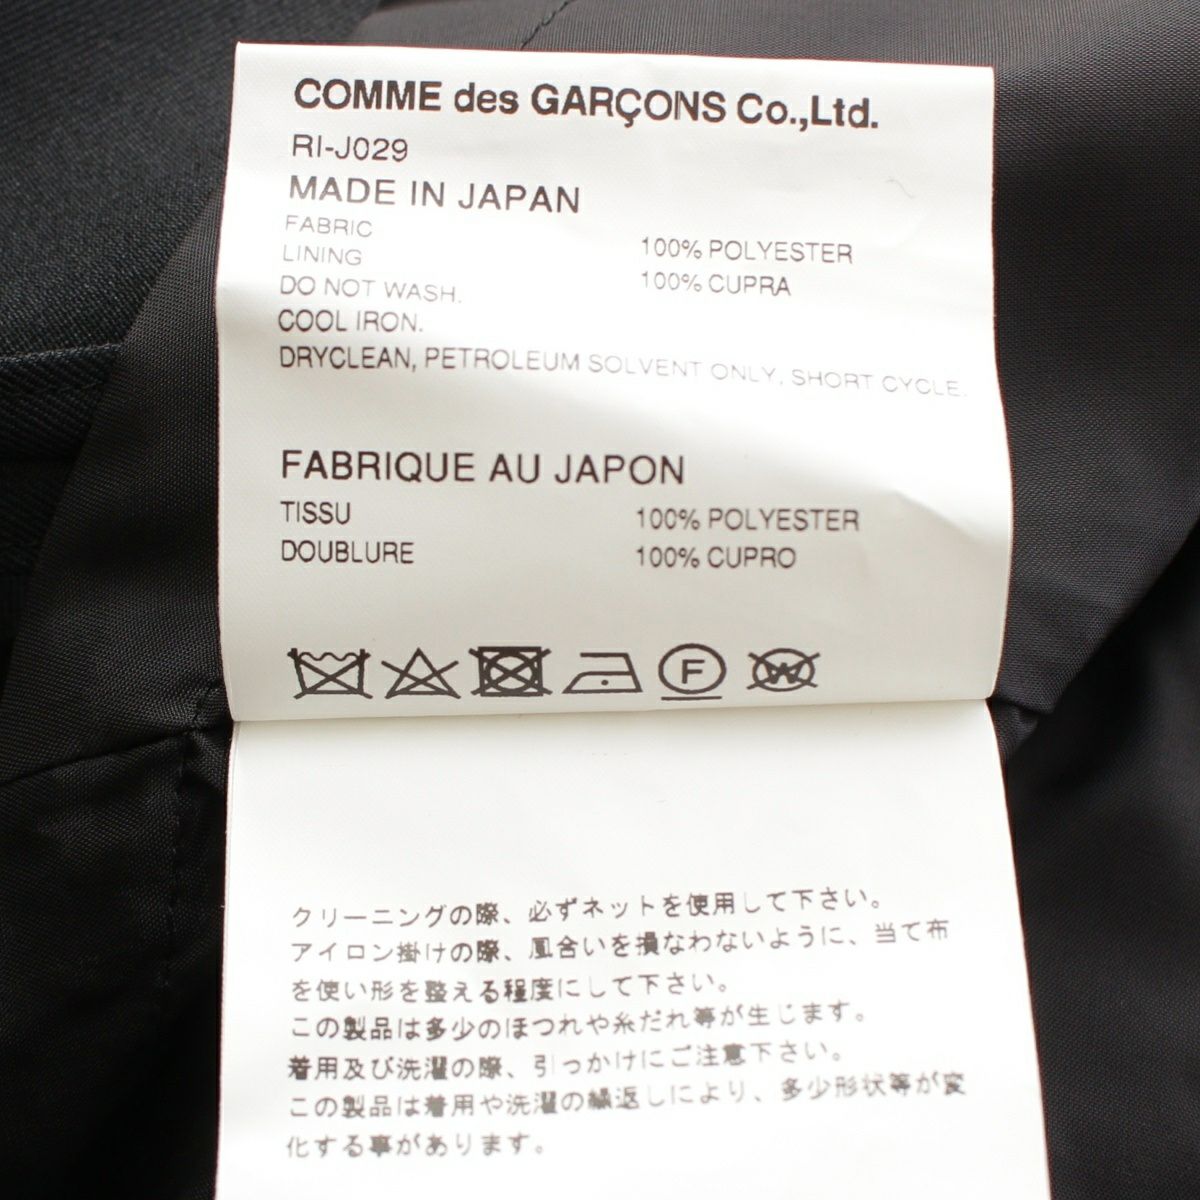 COMME des GARÇONS Co.,Ltd.
RI-J029
MADE IN JAPAN
FABRIC 100% POLYESTER
LINING 100% CUPRA
DO NOT WASH.
COOL IRON.
DRYCLEAN, PETROLEUM SOLVENT ONLY, SHORT CYCLE.
FABRIQUE AU JAPON
TISSU 100% POLYESTER
DOUBLURE 100% CUPRO
F W
クリーニングの際、必ずネットを使用して下さい。
アイロン掛けの際、風合いを損なわないように、当て布
を使い形を整える程度にして下さい。
この製品は多少のほつれや糸だれ等が生じます。
着用及び洗濯の際、引っかけにご注意下さい。
この製品は着用や洗濯の繰返しにより、多少形状等が変
化する事があります。